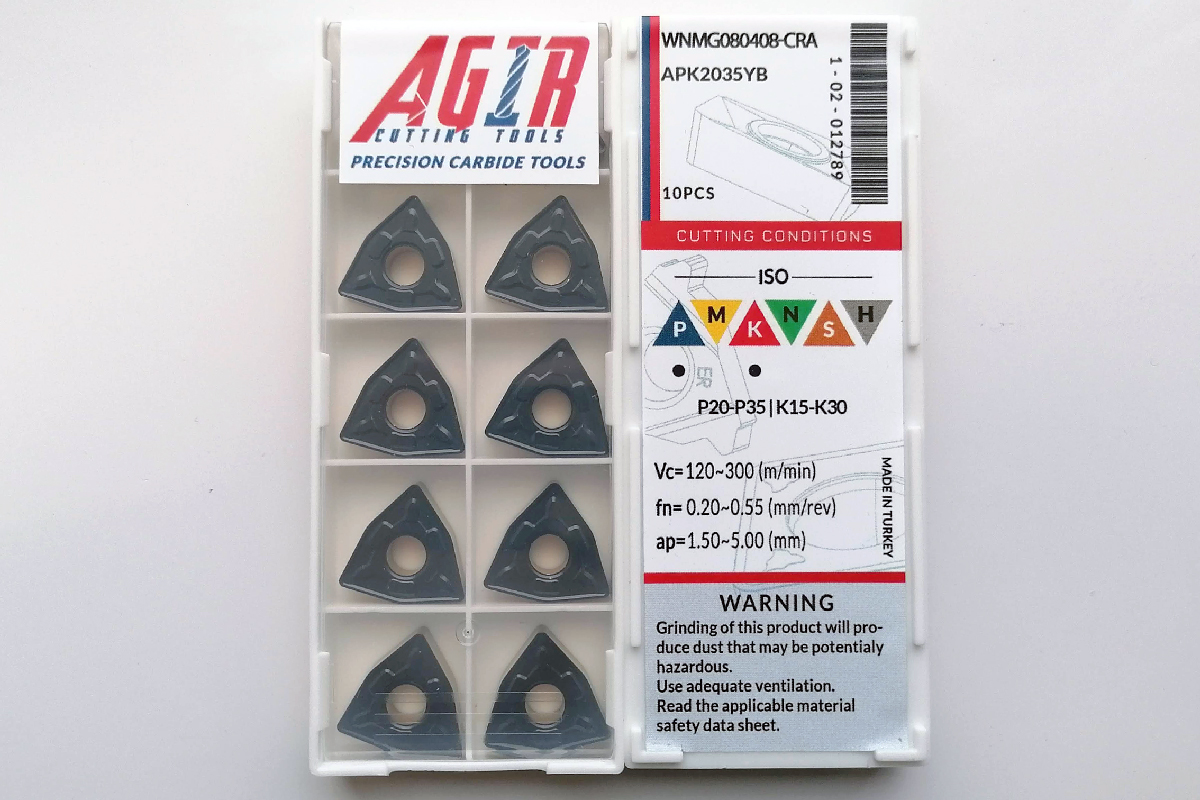 AGIR
CUTTING TOOLS
PRECISION CARBIDE TOOLS
WNMG080408-CRA
APK2035YB
1 - 02 - 012789
10PCS
CUTTING CONDITIONS
ISO
P M K N S H
ER
P20-P35|K15-K30
Vc=120~300 (m/min)
fn= 0.20~0.55 (mm/rev)
ap=1.50~5.00 (mm)
MADE IN TURKEY
WARNING
Grinding of this product will pro-
duce dust that may be potentialy
hazardous.
Use adequate ventilation.
Read the applicable material
safety data sheet.